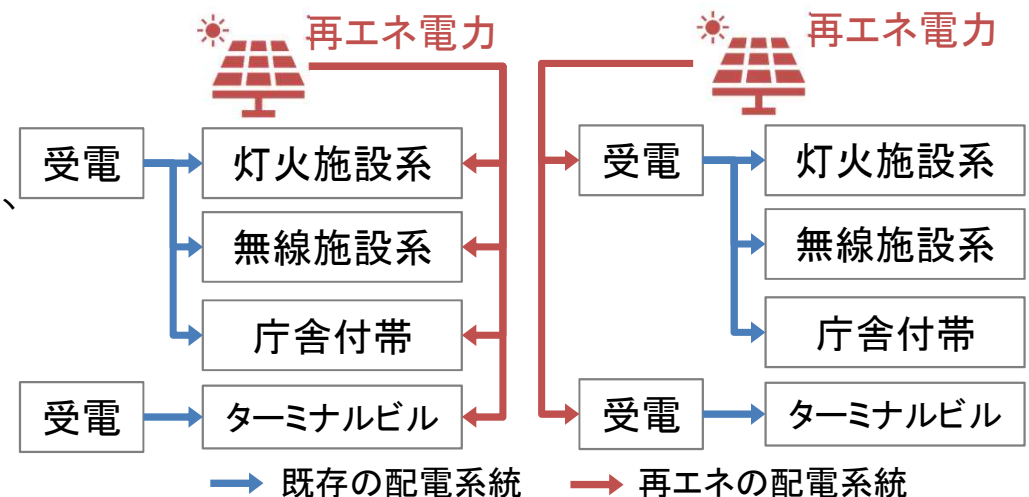 再エネ電力
受電
灯火施設系
、
無線施設系
庁舎付帯
受電
ターミナルビル
再エネ電力
受電
灯火施設系
無線施設系
庁舎付帯
受電
ターミナルビル
既存の配電系統
再エネの配電系統